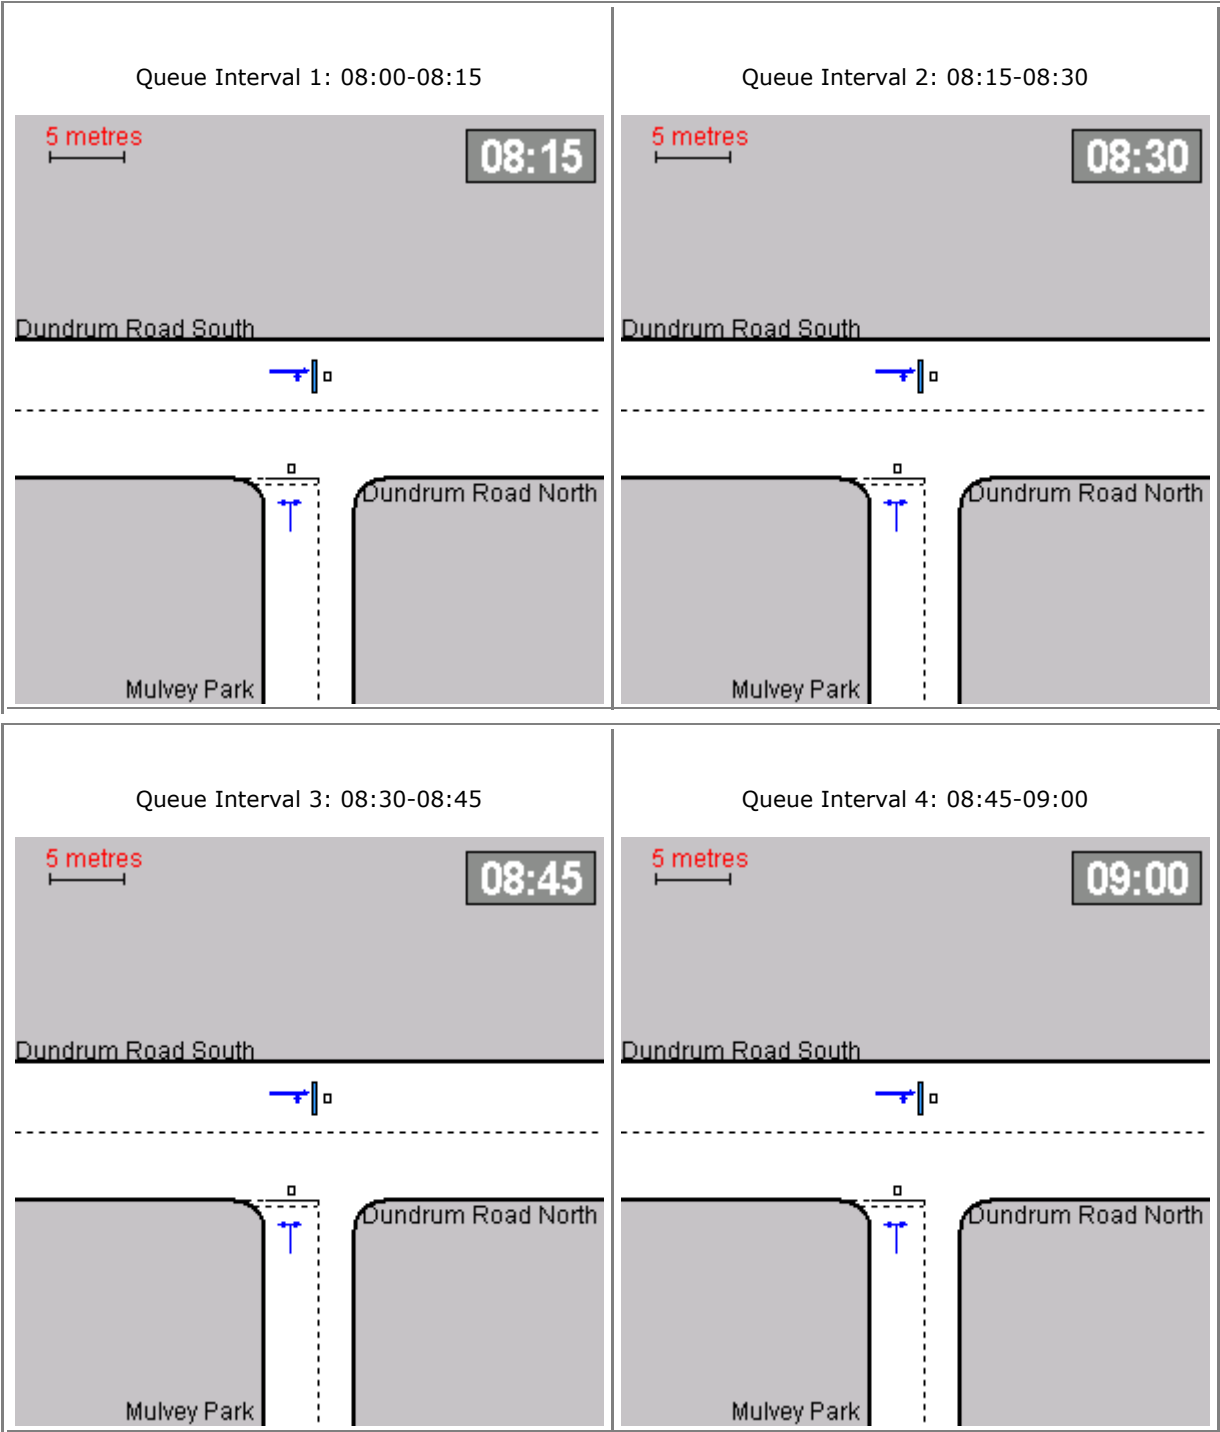 Queue Interval 1: 08:00-08:15
5 metres
08:15
Dundrum Road South
Dundrum Road North
Mulvey Park
Queue Interval 2: 08:15-08:30
5 metres
08:30
Dundrum Road South
Dundrum Road North
Mulvey Park
Queue Interval 3: 08:30-08:45
5 metres
08:45
Dundrum Road South
Dundrum Road North
Mulvey Park
Queue Interval 4: 08:45-09:00
5 metres
09:00
Dundrum Road South
Dundrum Road North
Mulvey Park